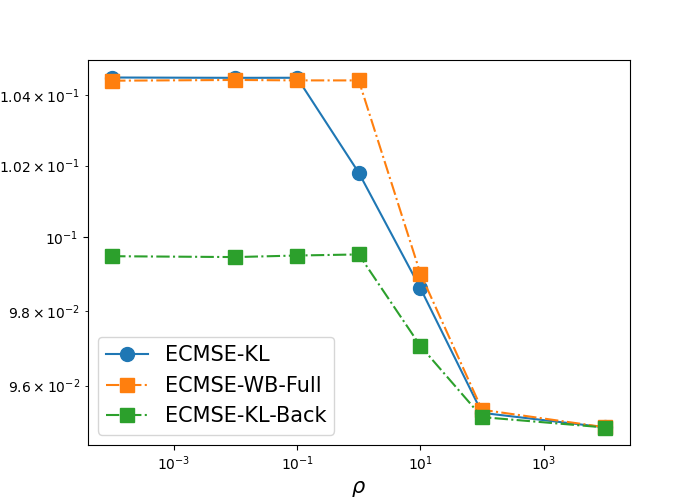 1.04 × 10⁻¹
1.02 × 10⁻¹
10⁻¹
9.8 × 10⁻²
9.6 × 10⁻²
ECMSE-KL
ECMSE-WB-Full
ECMSE-KL-Back
10⁻³ 10⁻¹ 10¹ 10³
ρ